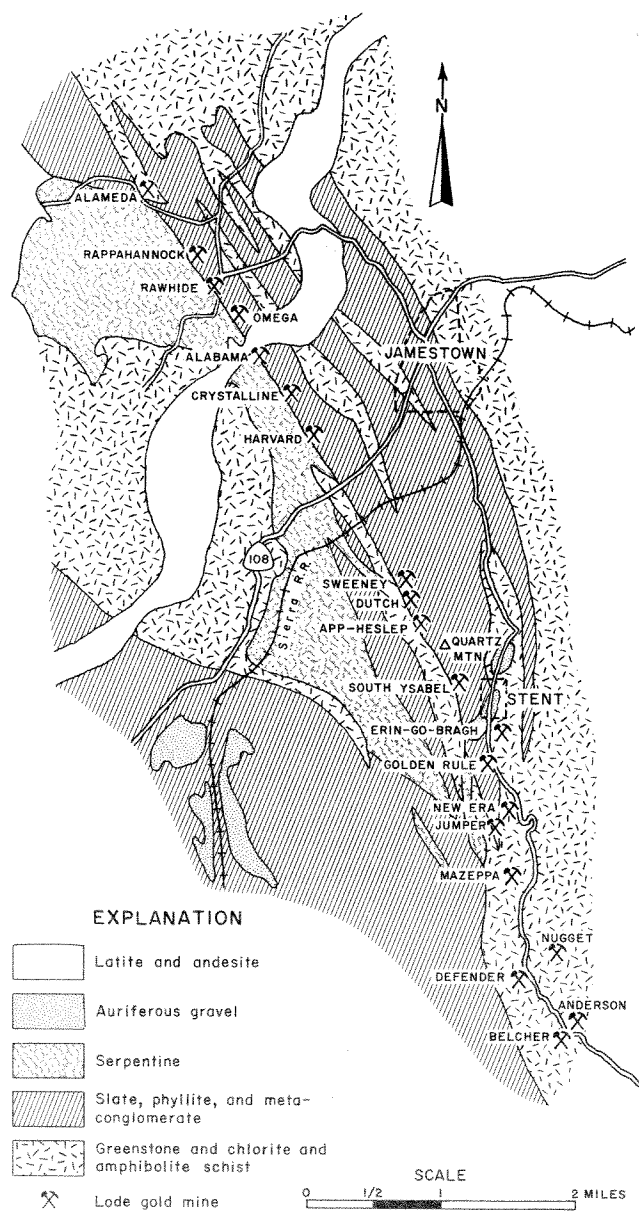 N
ALAMEDA
RAPPAHANNOCK
RAWHIDE
OMEGA
ALABAMA
JAMESTOWN
CRYSTALLINE
HARVARD
108
Sierra RR
SWEENEY
DUTCH
APP-HESLEP
QUARTZ
MTN
SOUTH YSABEL
STENT
ERIN-GO-BRAGH
GOLDEN RULE
NEW ERA
JUMPER
MAZEPPA
NUGGET
DEFENDER
ANDERSON
BELCHER
EXPLANATION
Latite and andesite
Auriferous gravel
Serpentine
Slate, phyllite, and meta-
conglomerate
Greenstone and chlorite and
amphibolite schist
Lode gold mine
SCALE
0 1/2 1 2 MILES